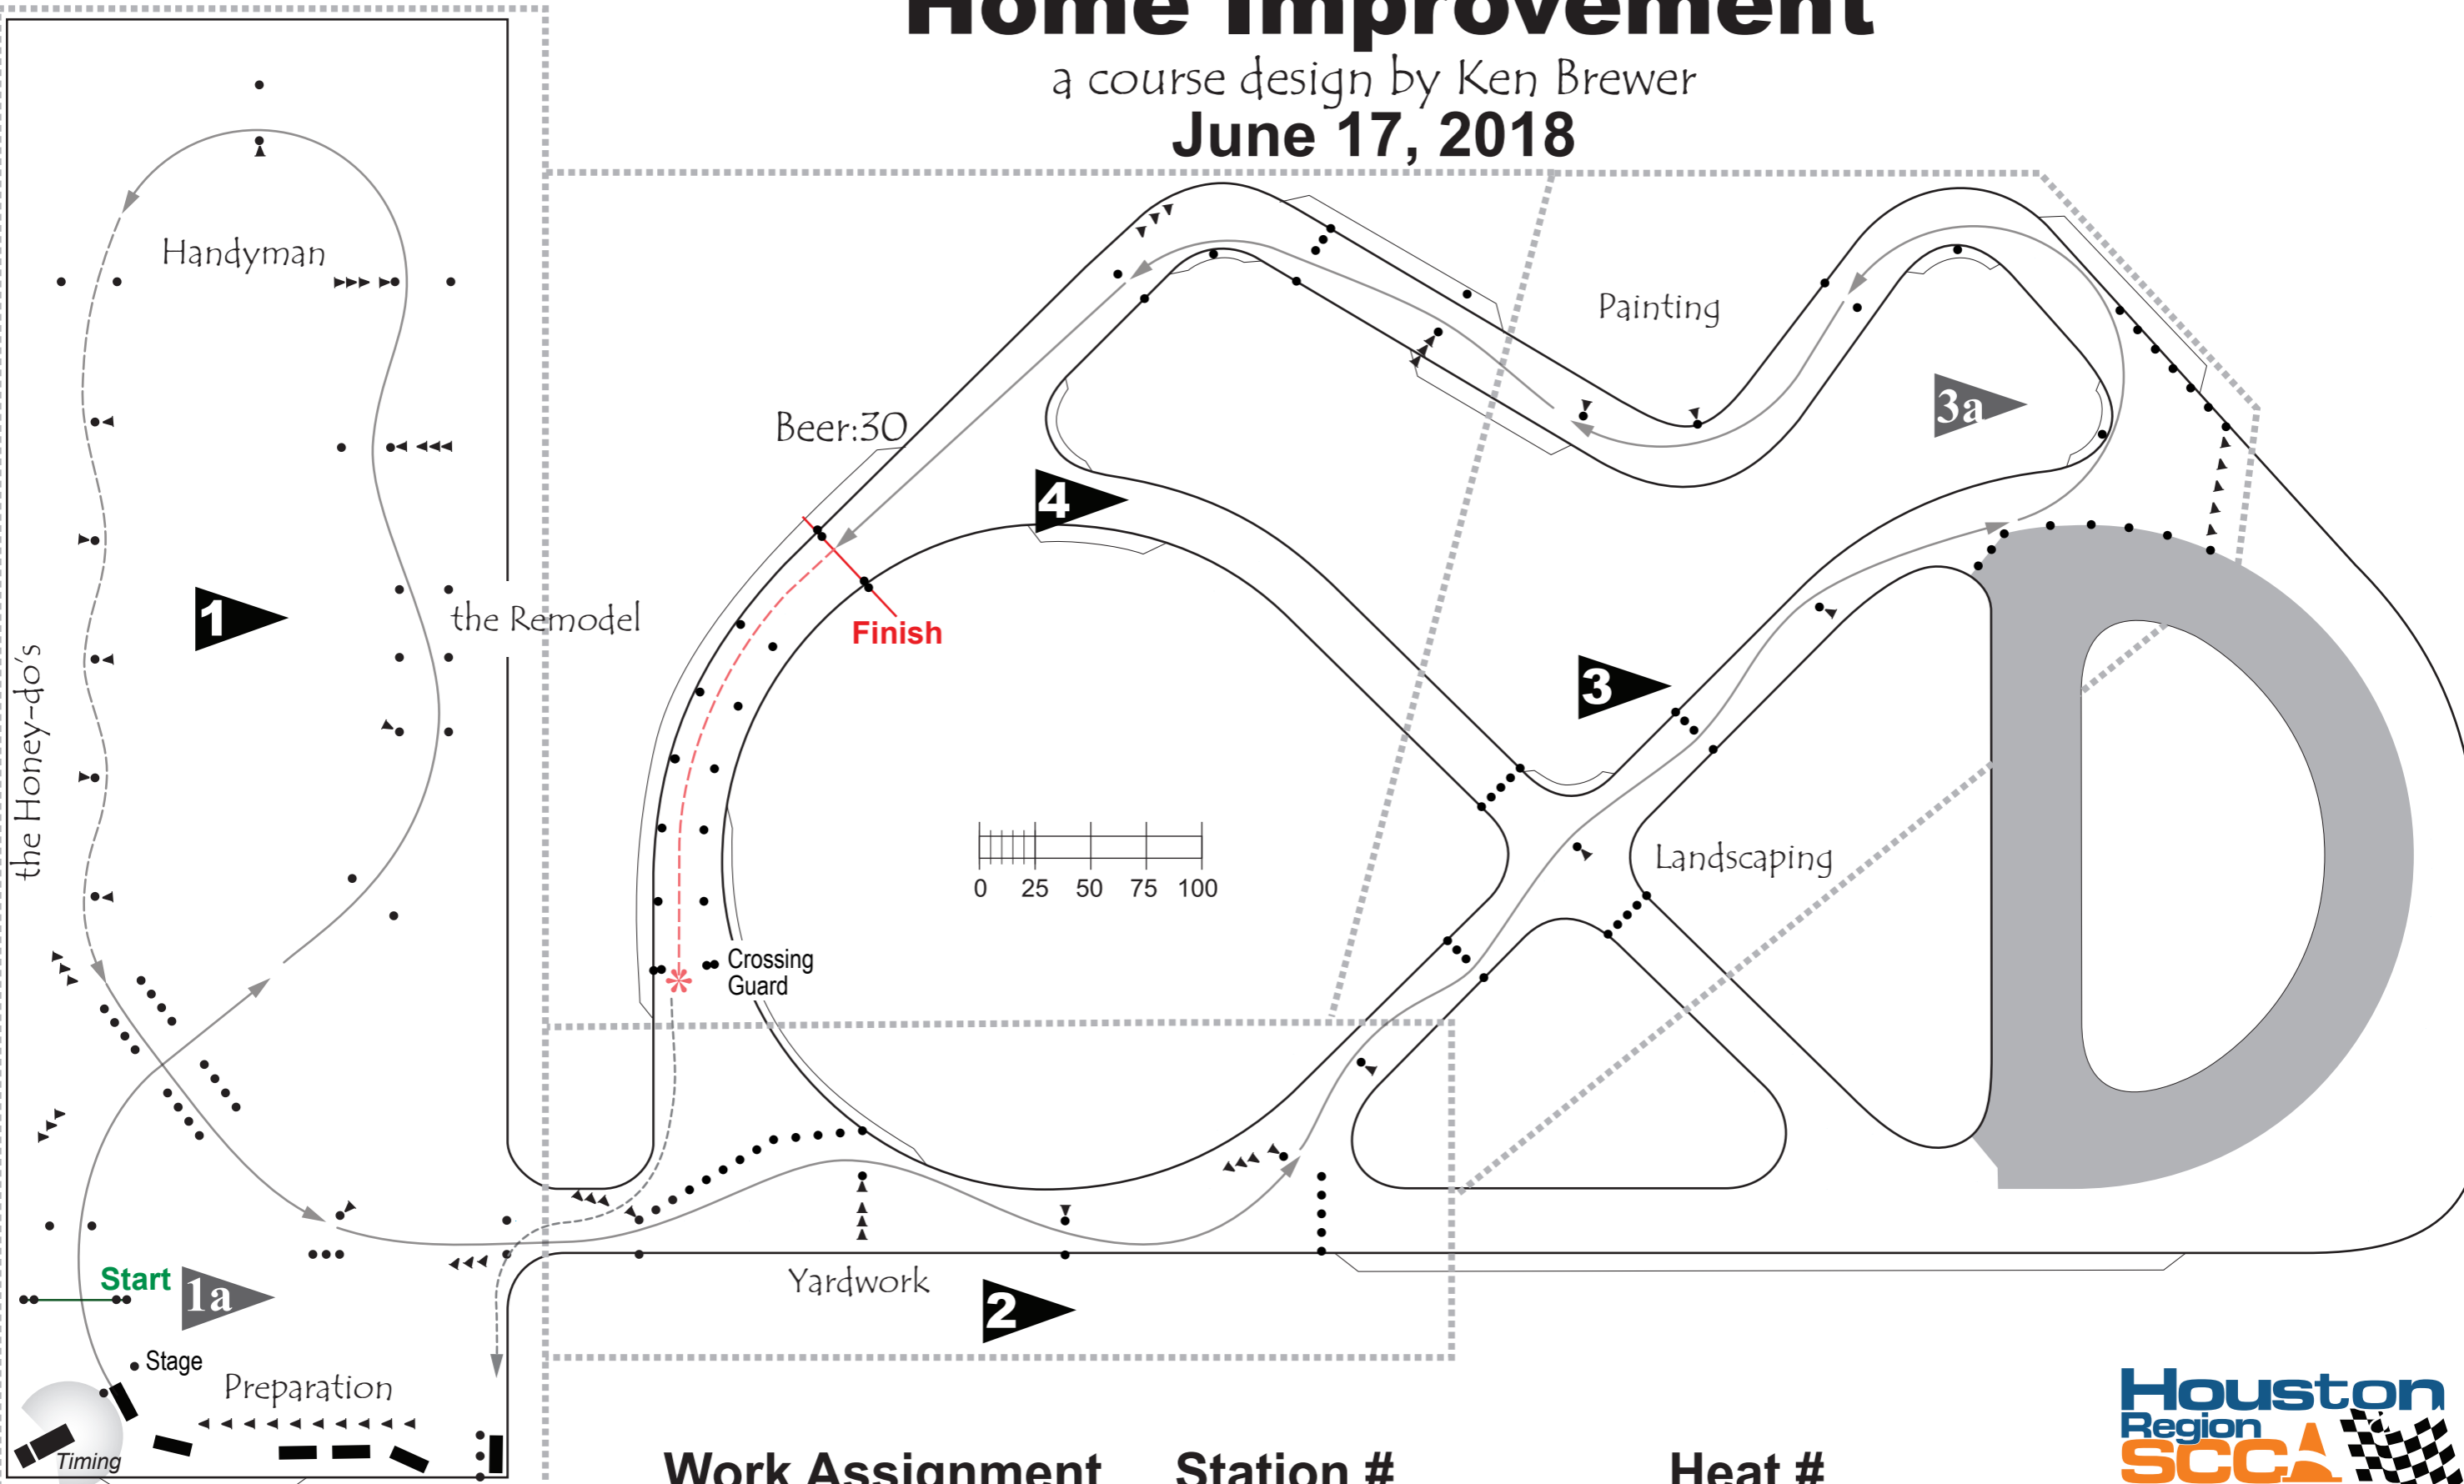 Home Improvement
a course design by Ken Brewer
June 17, 2018
Handyman
Painting
3a
Beer:30
4
1
the Remodel
Finish
the Honey-do's
3
0 25 50 75 100
Landscaping
Crossing
Guard
Start
1a
Yardwork
2
Stage
Preparation
Timing
Work Assignment Station # Heat #
Houston
Region
SCCA